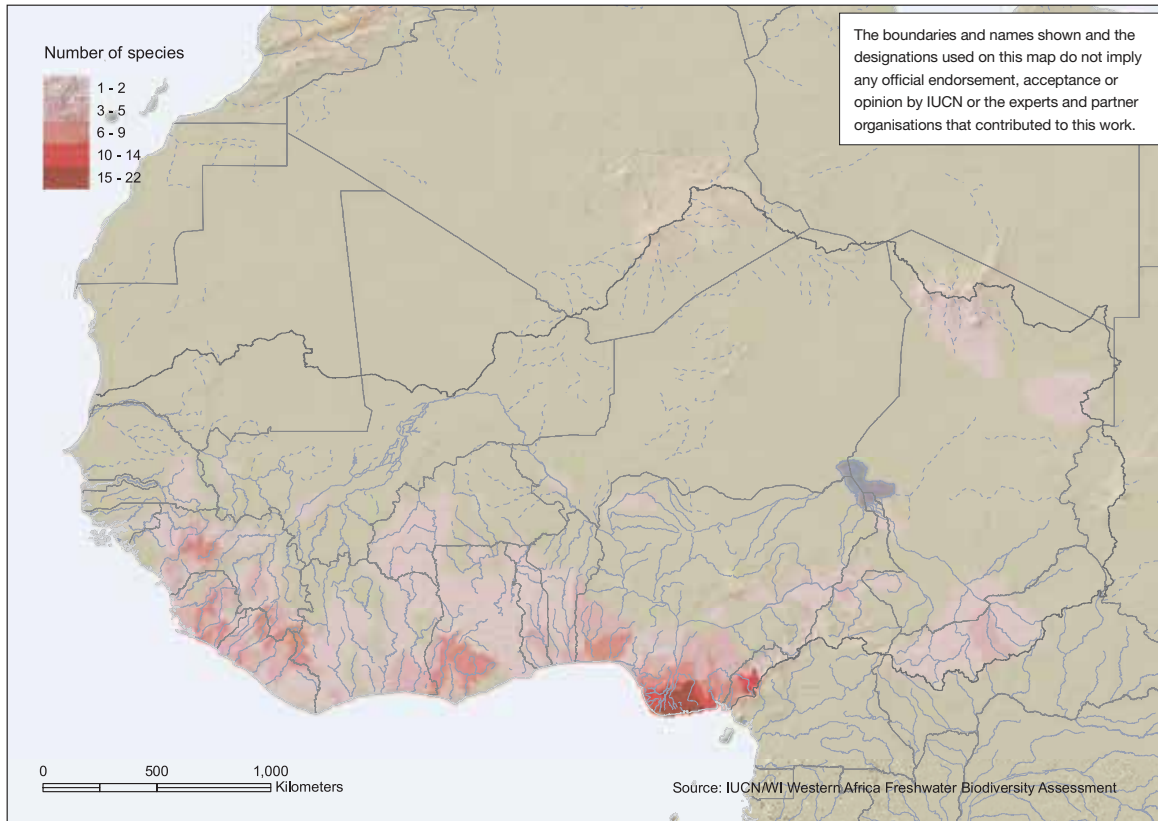 Number of species
1 - 2
3 - 5
6 - 9
10 - 14
15 - 22
The boundaries and names shown and the
designations used on this map do not imply
any official endorsement, acceptance or
opinion by IUCN or the experts and partner
organisations that contributed to this work.
0 500 1,000
Kilometers
Source: IUCN/WI Western Africa Freshwater Biodiversity Assessment